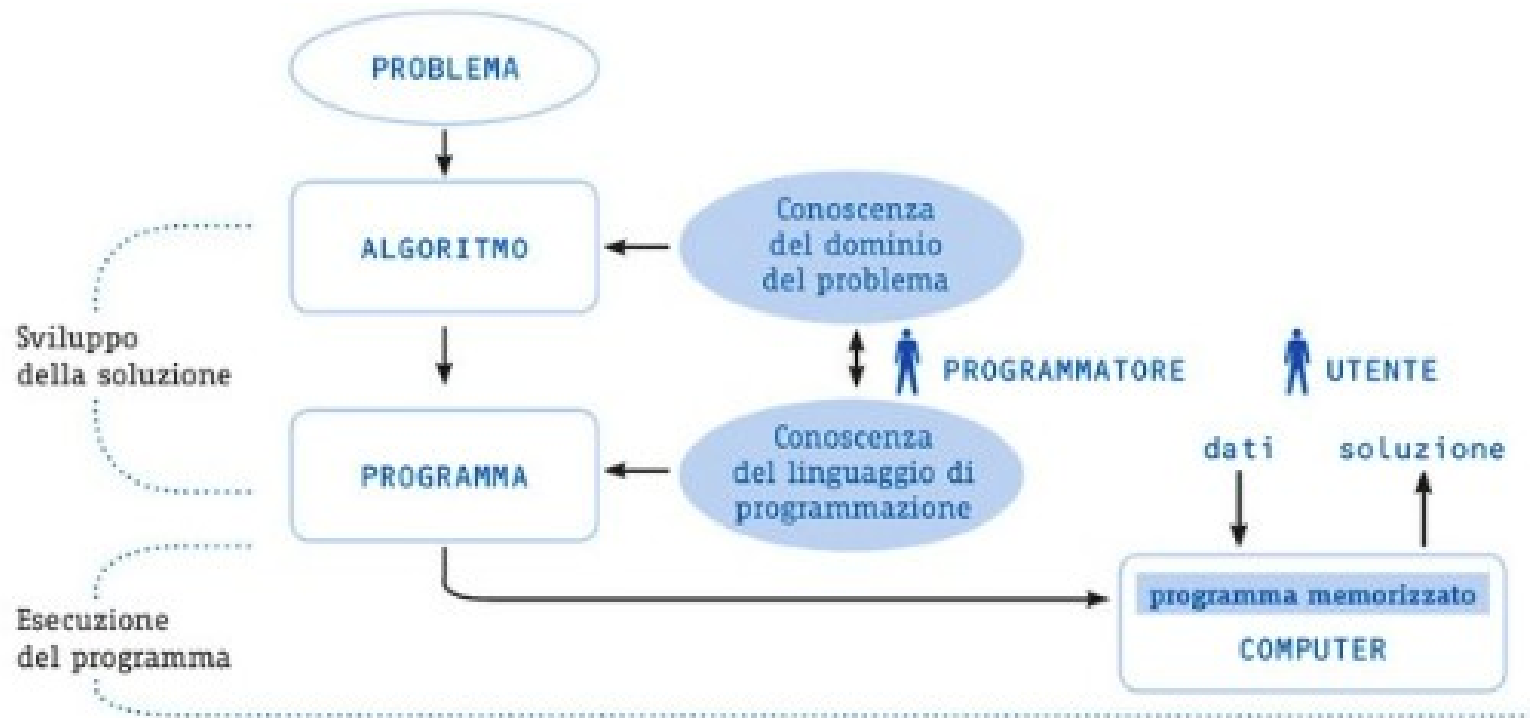 PROBLEMA
ALGORITMO
Conoscenza
del dominio
del problema
Sviluppo
della soluzione
PROGRAMMATORE
UTENTE
PROGRAMMA
Conoscenza
del linguaggio di
programmazione
dati
soluzione
Esecuzione
del programma
programma memorizzato
COMPUTER